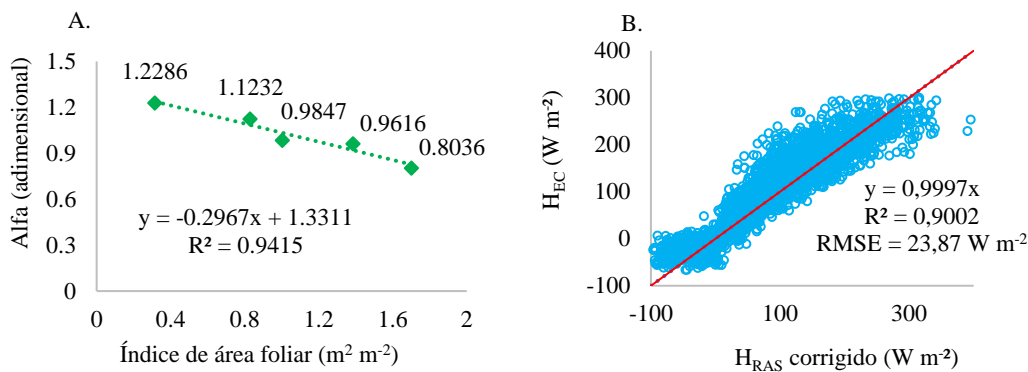 A.
Alfa (adimensional)
1.5
1.2
0.9
0.6
0.3
0
1.2286
1.1232
0.9847
0.9616
0.8036
y = -0.2967x + 1.3311
R² = 0.9415
0 0.4 0.8 1.2 1.6 2
Índice de área foliar (m² m⁻²)
B.
H_EC (W m⁻²)
400
300
200
100
0
-100
y = 0,9997x
R² = 0,9002
RMSE = 23,87 W m⁻²
-100 100 300
H_RAS corrigido (W m⁻²)